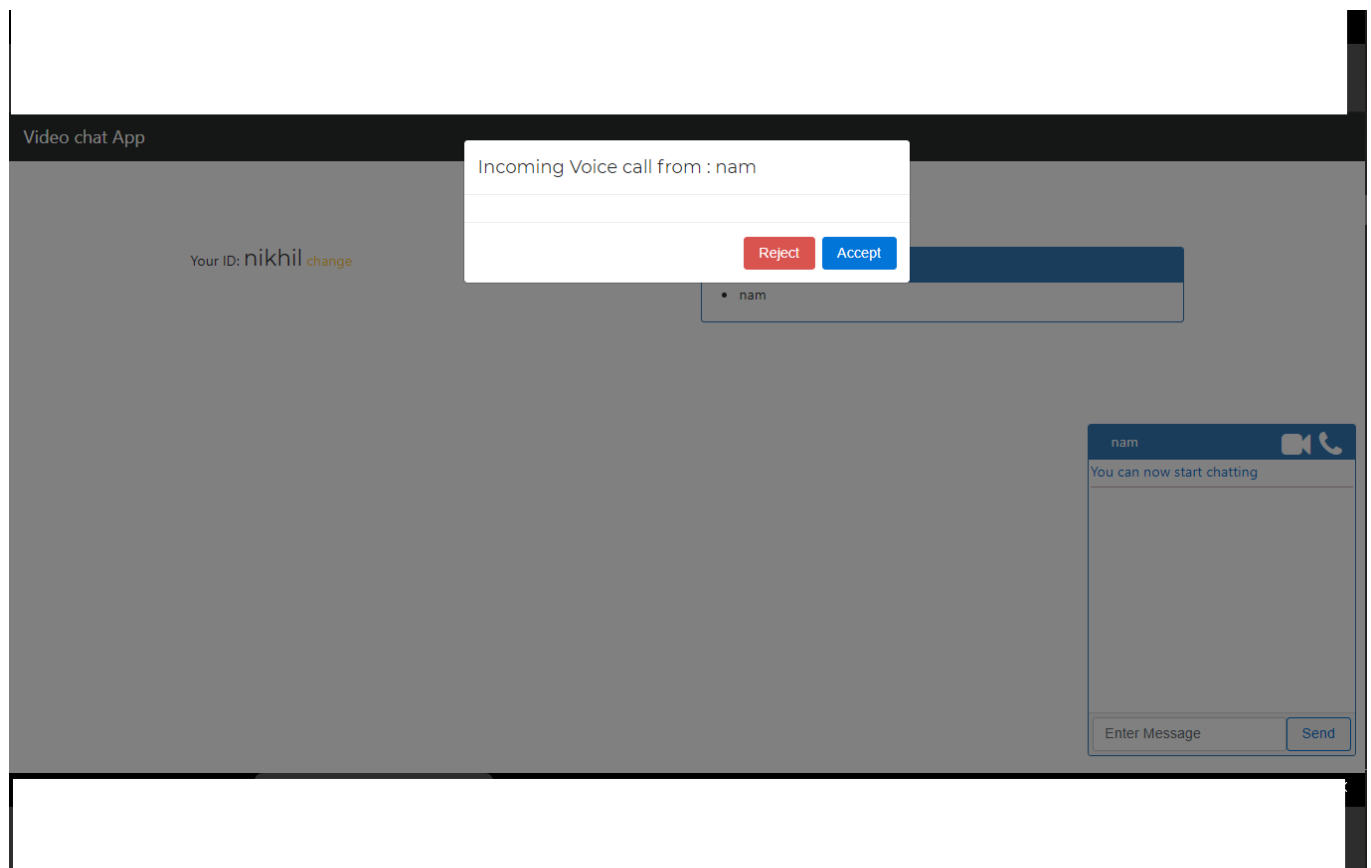 Video chat App
Incoming Voice call from : nam
Reject Accept
Your ID: nikhil change
nam
nam
You can now start chatting
Enter Message Send